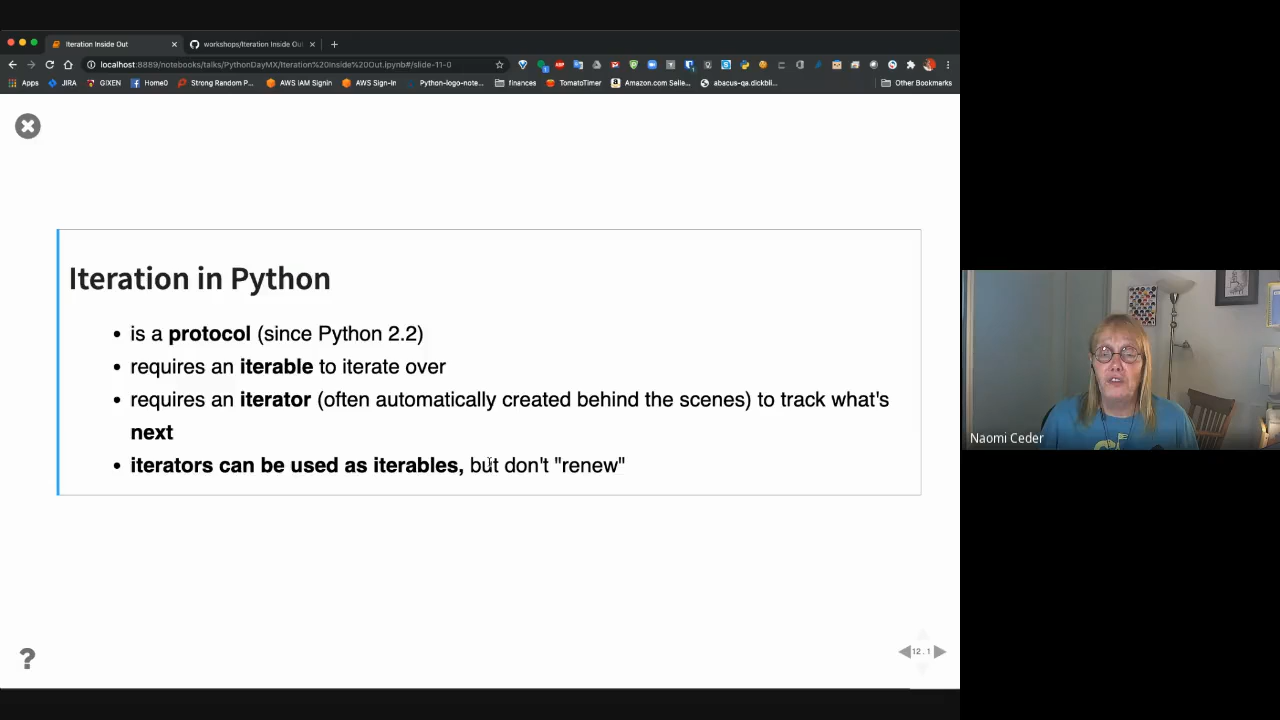 Iteration Inside Out
workshops/Iteration Inside Out
localhost:8889/notebooks/talks/PythonDayMX/Iteration%20Inside%20Out.ipynb#/slide-11-0
Apps
JIRA
GIXEN
Home0
Strong Random P...
AWS IAM Signin
AWS Sign-In
Python-logo-note...
finances
TomatoTimer
Amazon.com Selle...
abacus-qa.dickbli...
Other Bookmarks
Iteration in Python
• is a protocol (since Python 2.2)
• requires an iterable to iterate over
• requires an iterator (often automatically created behind the scenes) to track what's
next
• iterators can be used as iterables, but don't "renew"
Naomi Ceder
?
12.1